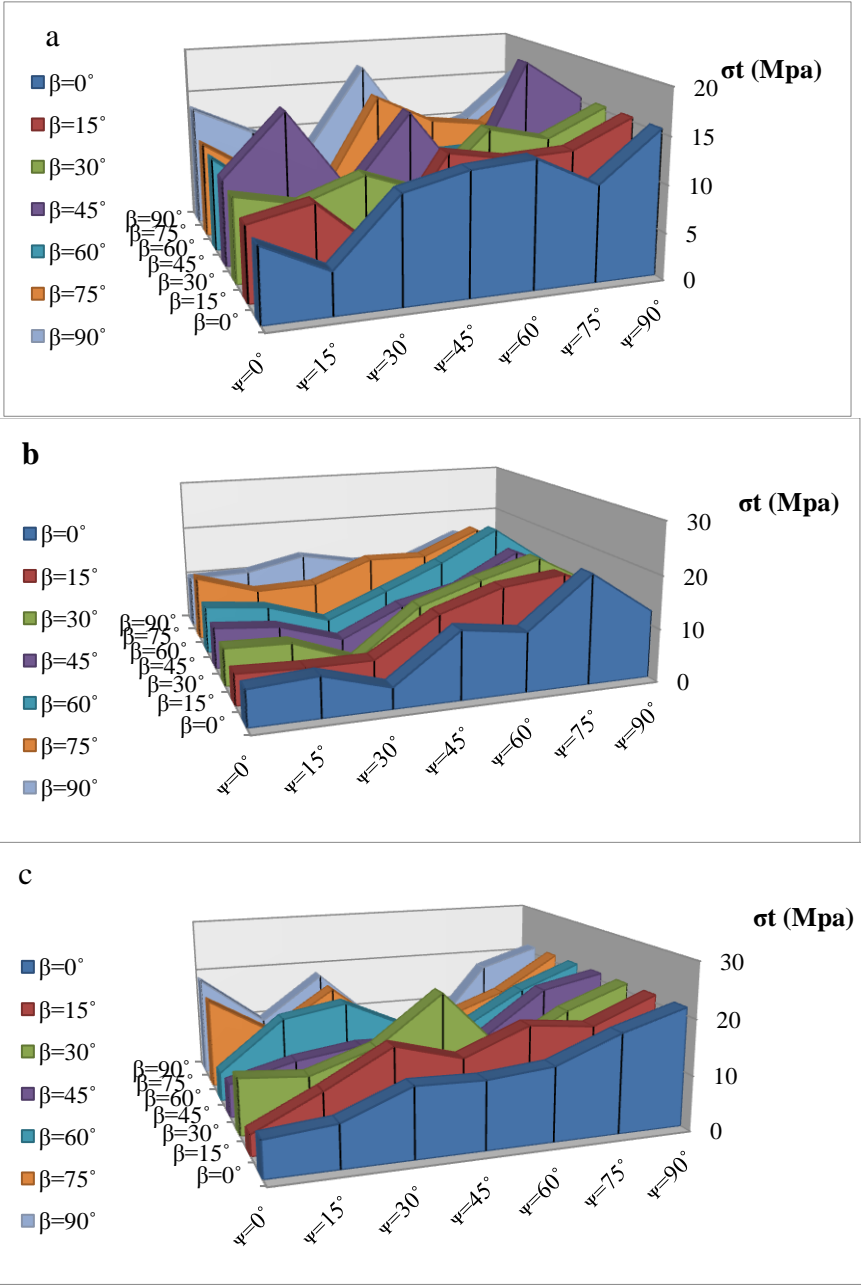 a
σt (Mpa)
β=0˚
β=15˚
β=30˚
β=45˚
β=60˚
β=75˚
β=90˚
20
15
10
5
0
β=90˚
β=75˚
β=60˚
β=45˚
β=30˚
β=15˚
β=0˚
Ψ=0˚
Ψ=15˚
Ψ=30˚
Ψ=45˚
Ψ=60˚
Ψ=75˚
Ψ=90˚
b
σt (Mpa)
β=0˚
β=15˚
β=30˚
β=45˚
β=60˚
β=75˚
β=90˚
30
20
10
0
β=90˚
β=75˚
β=60˚
β=45˚
β=30˚
β=15˚
β=0˚
Ψ=0˚
Ψ=15˚
Ψ=30˚
Ψ=45˚
Ψ=60˚
Ψ=75˚
Ψ=90˚
c
σt (Mpa)
β=0˚
β=15˚
β=30˚
β=45˚
β=60˚
β=75˚
β=90˚
30
20
10
0
β=90˚
β=75˚
β=60˚
β=45˚
β=30˚
β=15˚
β=0˚
Ψ=0˚
Ψ=15˚
Ψ=30˚
Ψ=45˚
Ψ=60˚
Ψ=75˚
Ψ=90˚